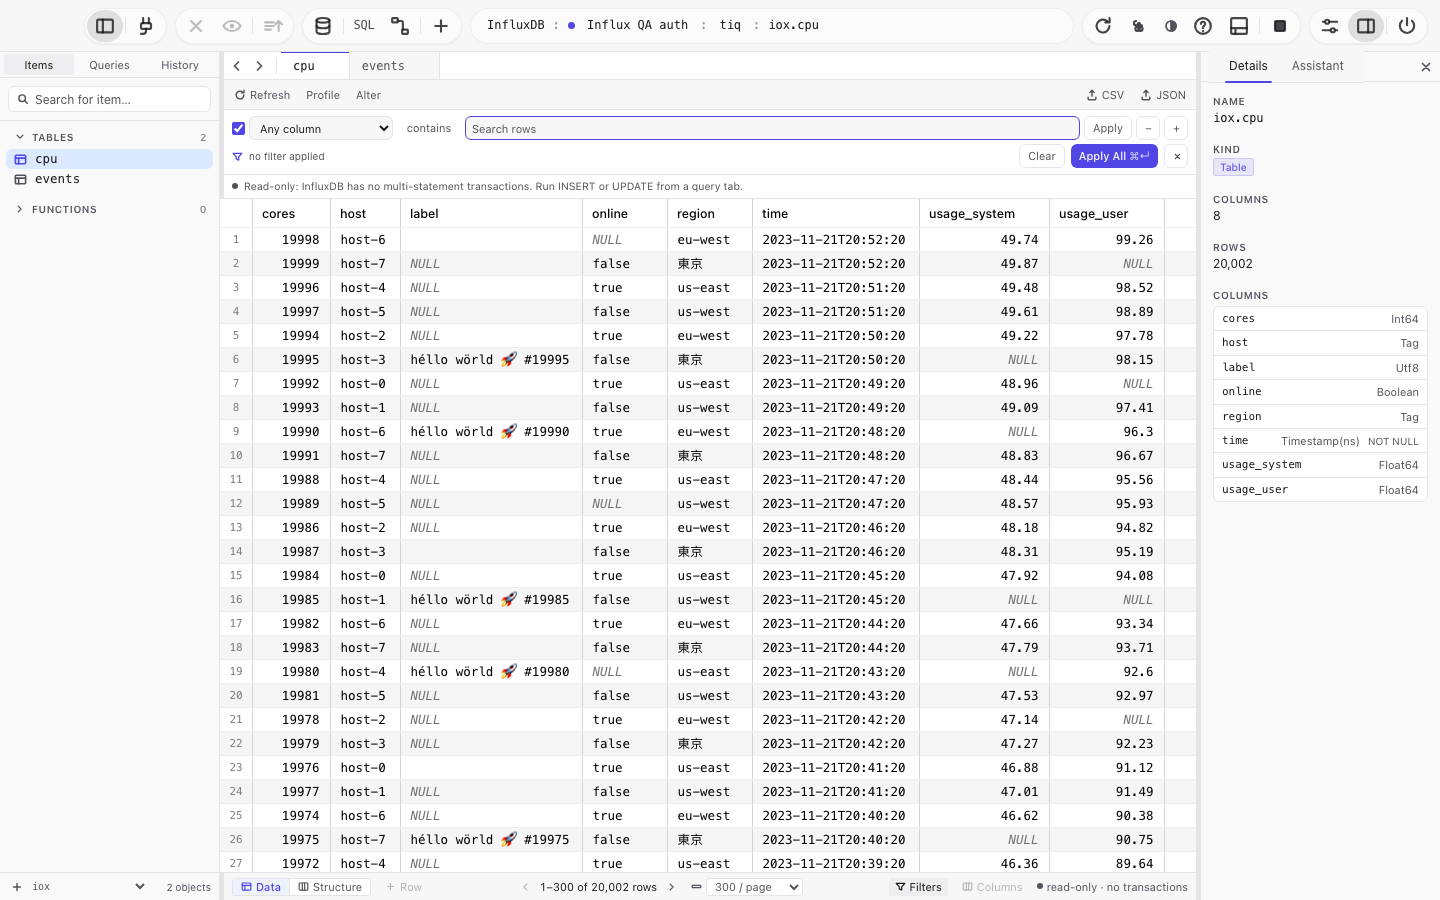 SQL
InfluxDB : Influx QA auth : tiq : iox.cpu
Items Queries History
Search for item...
TABLES 2
cpu
events
FUNCTIONS 0
iox 2 objects
cpu events
Refresh Profile Alter CSV JSON
Any column contains Search rows Apply − +
no filter applied Clear Apply All ⌘↵ ×
Read-only: InfluxDB has no multi-statement transactions. Run INSERT or UPDATE from a query tab.
cores host label online region time usage_system usage_user
1 19998 host-6 NULL eu-west 2023-11-21T20:52:20 49.74 99.26
2 19999 host-7 NULL false 東京 2023-11-21T20:52:20 49.87 NULL
3 19996 host-4 NULL true us-east 2023-11-21T20:51:20 49.48 98.52
4 19997 host-5 NULL false us-west 2023-11-21T20:51:20 49.61 98.89
5 19994 host-2 NULL true eu-west 2023-11-21T20:50:20 49.22 97.78
6 19995 host-3 héllo wörld 🚀 #19995 false 東京 2023-11-21T20:50:20 NULL 98.15
7 19992 host-0 NULL true us-east 2023-11-21T20:49:20 48.96 NULL
8 19993 host-1 NULL false us-west 2023-11-21T20:49:20 49.09 97.41
9 19990 host-6 héllo wörld 🚀 #19990 true eu-west 2023-11-21T20:48:20 NULL 96.3
10 19991 host-7 NULL false 東京 2023-11-21T20:48:20 48.83 96.67
11 19988 host-4 NULL true us-east 2023-11-21T20:47:20 48.44 95.56
12 19989 host-5 NULL NULL us-west 2023-11-21T20:47:20 48.57 95.93
13 19986 host-2 NULL true eu-west 2023-11-21T20:46:20 48.18 94.82
14 19987 host-3 false 東京 2023-11-21T20:46:20 48.31 95.19
15 19984 host-0 NULL true us-east 2023-11-21T20:45:20 47.92 94.08
16 19985 host-1 héllo wörld 🚀 #19985 false us-west 2023-11-21T20:45:20 NULL NULL
17 19982 host-6 NULL true eu-west 2023-11-21T20:44:20 47.66 93.34
18 19983 host-7 NULL false 東京 2023-11-21T20:44:20 47.79 93.71
19 19980 host-4 héllo wörld 🚀 #19980 NULL us-east 2023-11-21T20:43:20 NULL 92.6
20 19981 host-5 NULL false us-west 2023-11-21T20:43:20 47.53 92.97
21 19978 host-2 NULL true eu-west 2023-11-21T20:42:20 47.14 NULL
22 19979 host-3 NULL false 東京 2023-11-21T20:42:20 47.27 92.23
23 19976 host-0 true us-east 2023-11-21T20:41:20 46.88 91.12
24 19977 host-1 NULL false us-west 2023-11-21T20:41:20 47.01 91.49
25 19974 host-6 NULL true eu-west 2023-11-21T20:40:20 46.62 90.38
26 19975 host-7 héllo wörld 🚀 #19975 false 東京 2023-11-21T20:40:20 NULL 90.75
27 19972 host-4 NULL true us-east 2023-11-21T20:39:20 46.36 89.64
Data Structure + Row 1–300 of 20,002 rows 300 / page Filters Columns read-only · no transactions
Details Assistant
NAME
iox.cpu
KIND
Table
COLUMNS
8
ROWS
20,002
COLUMNS
cores Int64
host Tag
label Utf8
online Boolean
region Tag
time Timestamp(ns) NOT NULL
usage_system Float64
usage_user Float64